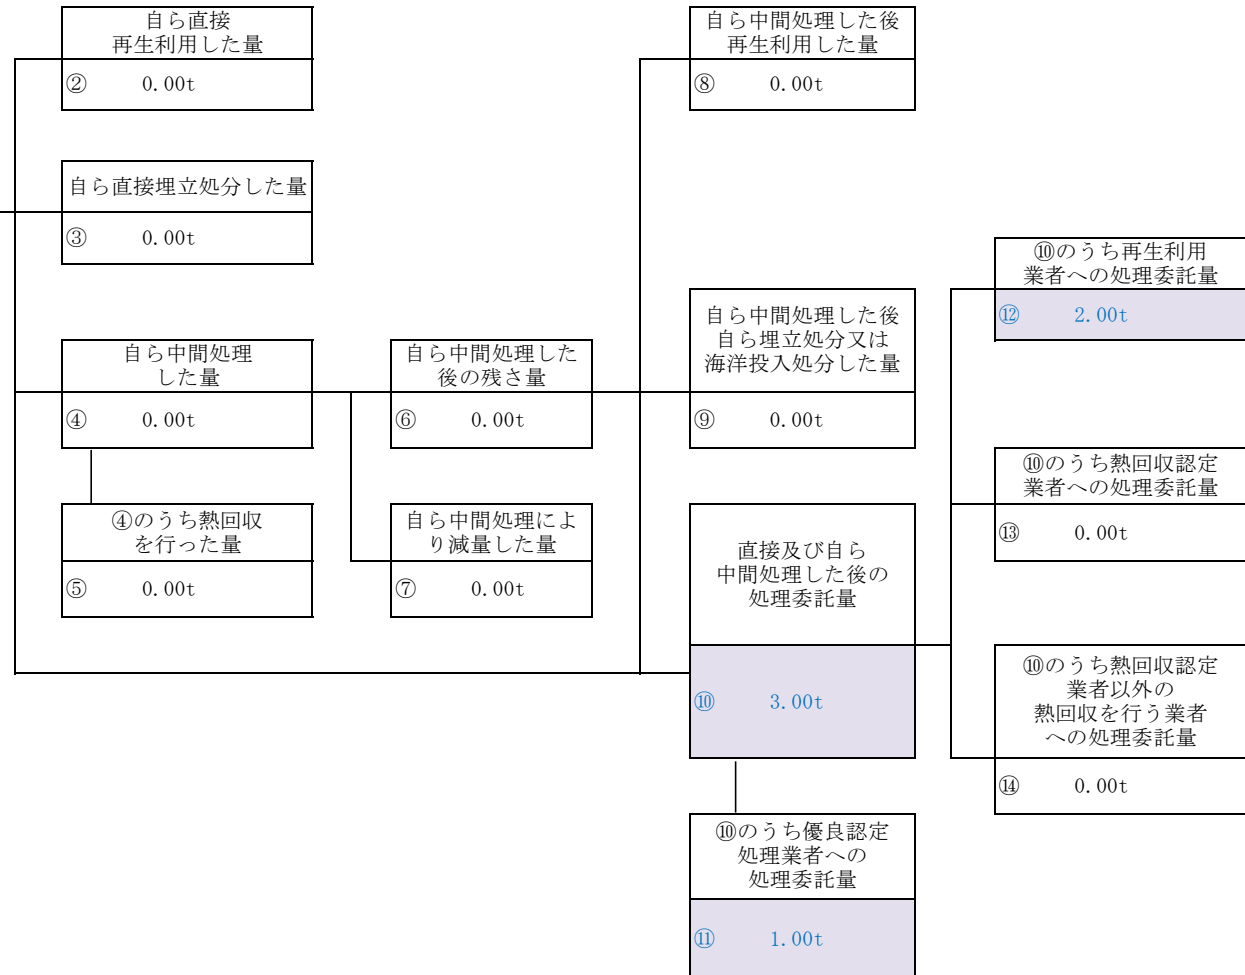 自ら直接
再生利用した量
② 0.00t
自ら直接埋立処分した量
③ 0.00t
自ら中間処理
した量
④ 0.00t
④のうち熱回収
を行った量
⑤ 0.00t
自ら中間処理した
後の残さ量
⑥ 0.00t
自ら中間処理によ
り減量した量
⑦ 0.00t
自ら中間処理した後
再生利用した量
⑧ 0.00t
自ら中間処理した後
自ら埋立処分又は
海洋投入処分した量
⑨ 0.00t
直接及び自ら
中間処理した後の
処理委託量
⑩ 3.00t
⑩のうち優良認定
処理業者への
処理委託量
⑪ 1.00t
⑩のうち再生利用
業者への処理委託量
⑫ 2.00t
⑩のうち熱回収認定
業者への処理委託量
⑬ 0.00t
⑩のうち熱回収認定
業者以外の
熱回収を行う業者
への処理委託量
⑭ 0.00t